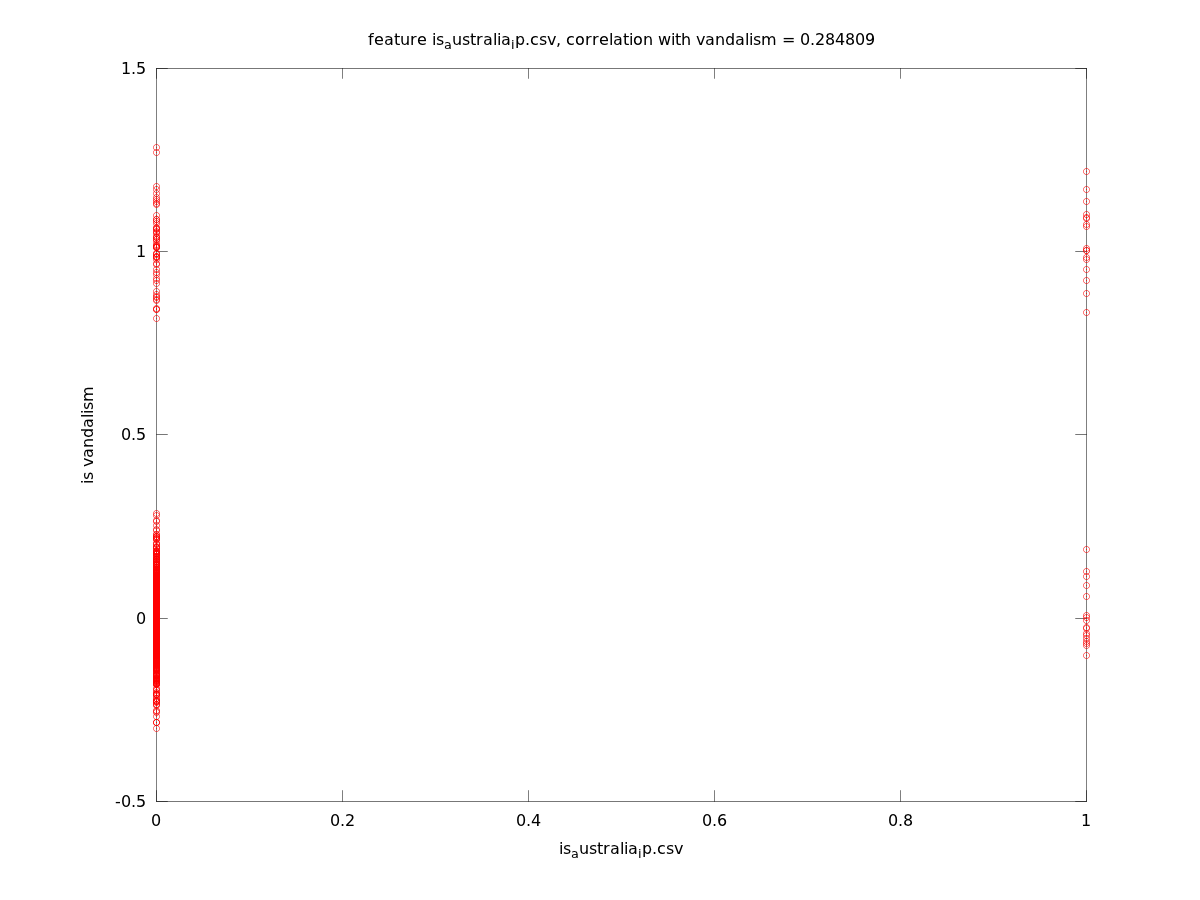 feature is_australia_ip.csv, correlation with vandalism = 0.284809
1.5
1
0.5
0
-0.5
is vandalism
0 0.2 0.4 0.6 0.8 1
is_australia_ip.csv